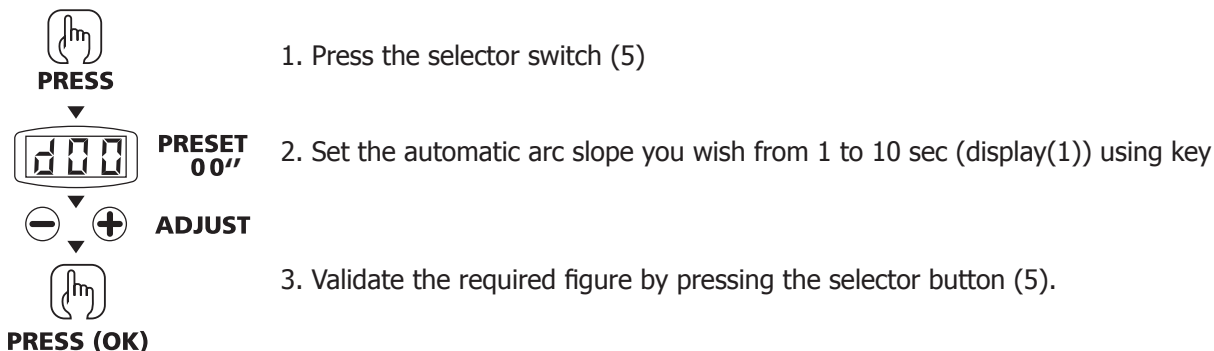 PRESS
1. Press the selector switch (5)
d00
PRESET
00’’
2. Set the automatic arc slope you wish from 1 to 10 sec (display(1)) using key
ADJUST
3. Validate the required figure by pressing the selector button (5).
PRESS (OK)